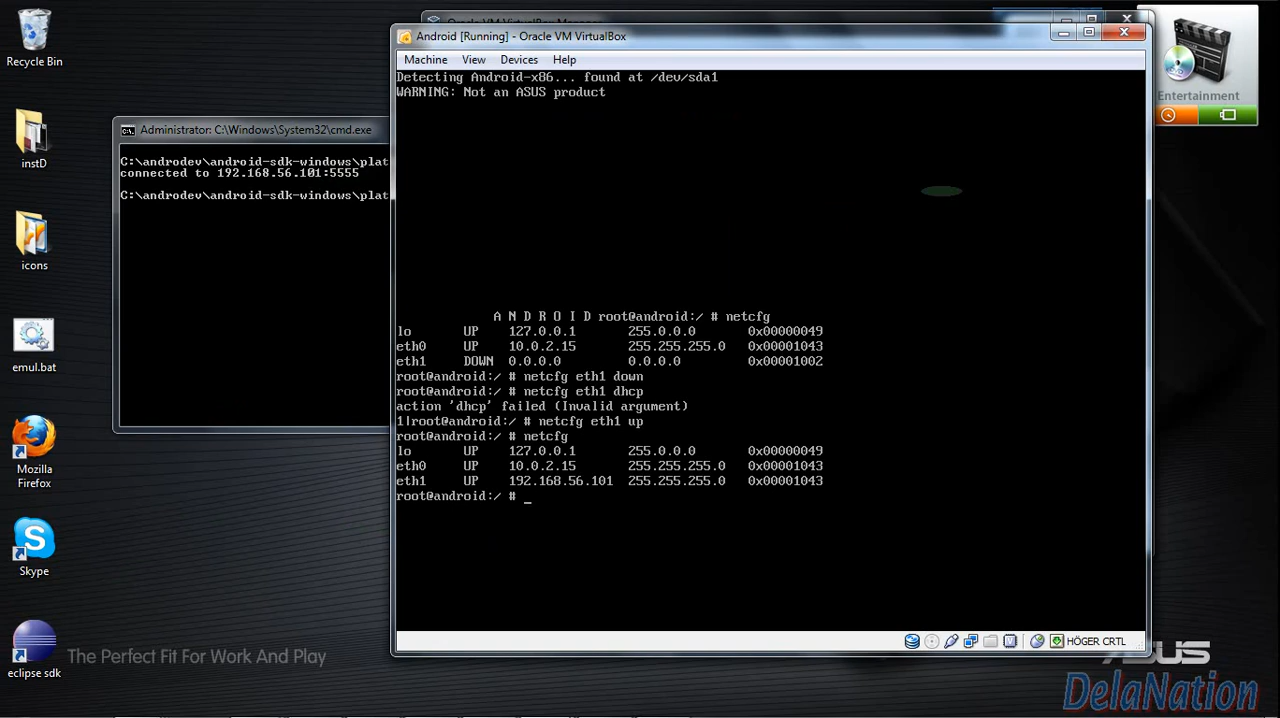 Recycle Bin
instD
icons
emul.bat
Mozilla
Firefox
Skype
eclipse sdk
Administrator: C:\Windows\System32\cmd.exe
C:\androdev\android-sdk-windows\plat
connected to 192.168.56.101:5555
C:\androdev\android-sdk-windows\plat
Oracle VM VirtualBox Manager
Android [Running] - Oracle VM VirtualBox
Machine View Devices Help
Detecting Android-x86... found at /dev/sda1
WARNING: Not an ASUS product
A N D R O I D root@android:/ # netcfg
lo UP 127.0.0.1 255.0.0.0 0x00000049
eth0 UP 10.0.2.15 255.255.255.0 0x00001043
eth1 DOWN 0.0.0.0 0.0.0.0 0x00001002
root@android:/ # netcfg eth1 down
root@android:/ # netcfg eth1 dhcp
action 'dhcp' failed (Invalid argument)
1|root@android:/ # netcfg eth1 up
root@android:/ # netcfg
lo UP 127.0.0.1 255.0.0.0 0x00000049
eth0 UP 10.0.2.15 255.255.255.0 0x00001043
eth1 UP 192.168.56.101 255.255.255.0 0x00001043
root@android:/ # _
HÖGER CRTL
Entertainment
The Perfect Fit For Work And Play
ASUS
DelaNation